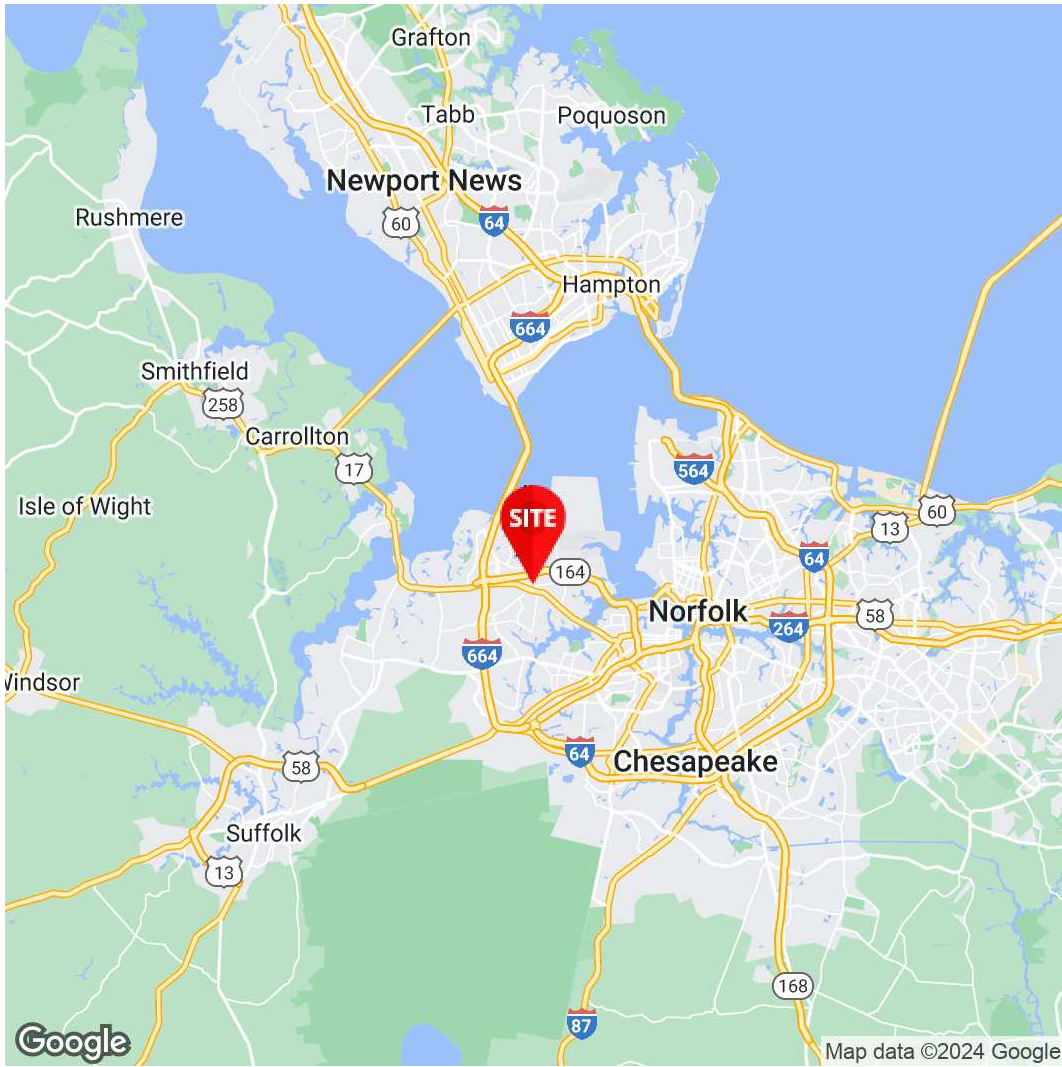 Grafton
Tabb
Poquoson
Newport News
60
64
Rushmere
Hampton
664
Smithfield
258
Carrollton
17
564
Isle of Wight
60
13
SITE
64
164
Norfolk
58
264
664
Windsor
58
64
Chesapeake
Suffolk
13
168
87
Google
Map data ©2024 Google